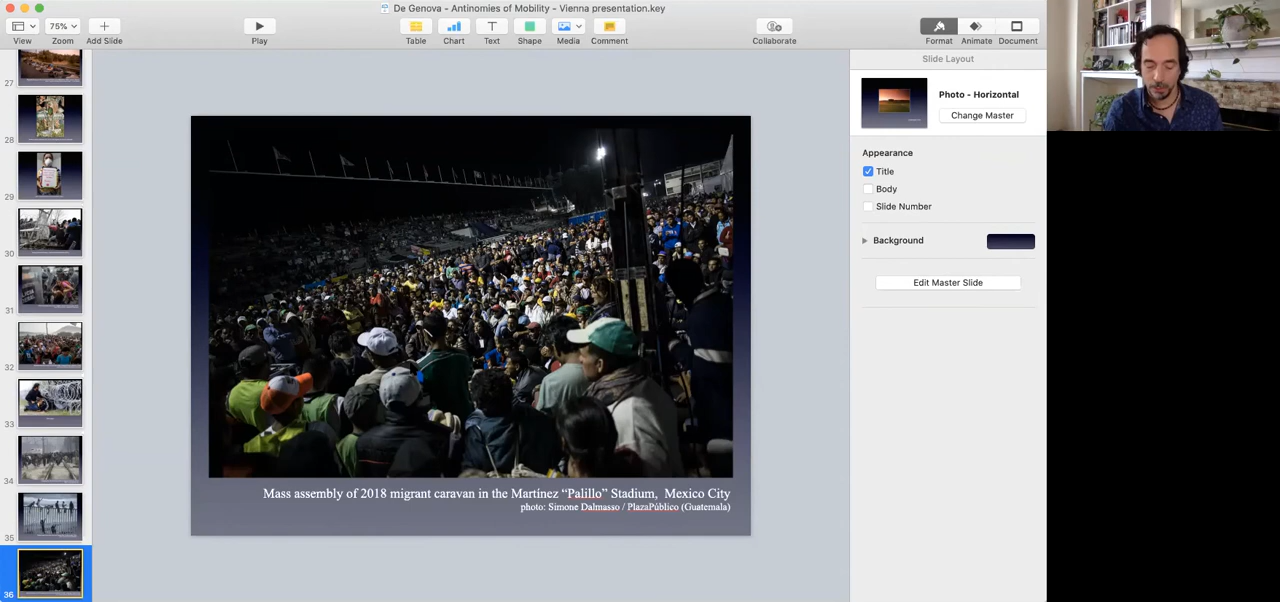 De Genova - Antinomies of Mobility - Vienna presentation.key
75%
View
Zoom
Add Slide
Play
Table
Chart
Text
Shape
Media
Comment
Collaborate
Format
Animate
Document
Slide Layout
Photo - Horizontal
Change Master
Appearance
Title
Body
Slide Number
Background
Edit Master Slide
27
28
29
30
31
32
33
34
35
36
Mass assembly of 2018 migrant caravan in the Martínez “Palillo” Stadium, Mexico City
photo: Simone Dalmasso / PlazaPúblico (Guatemala)